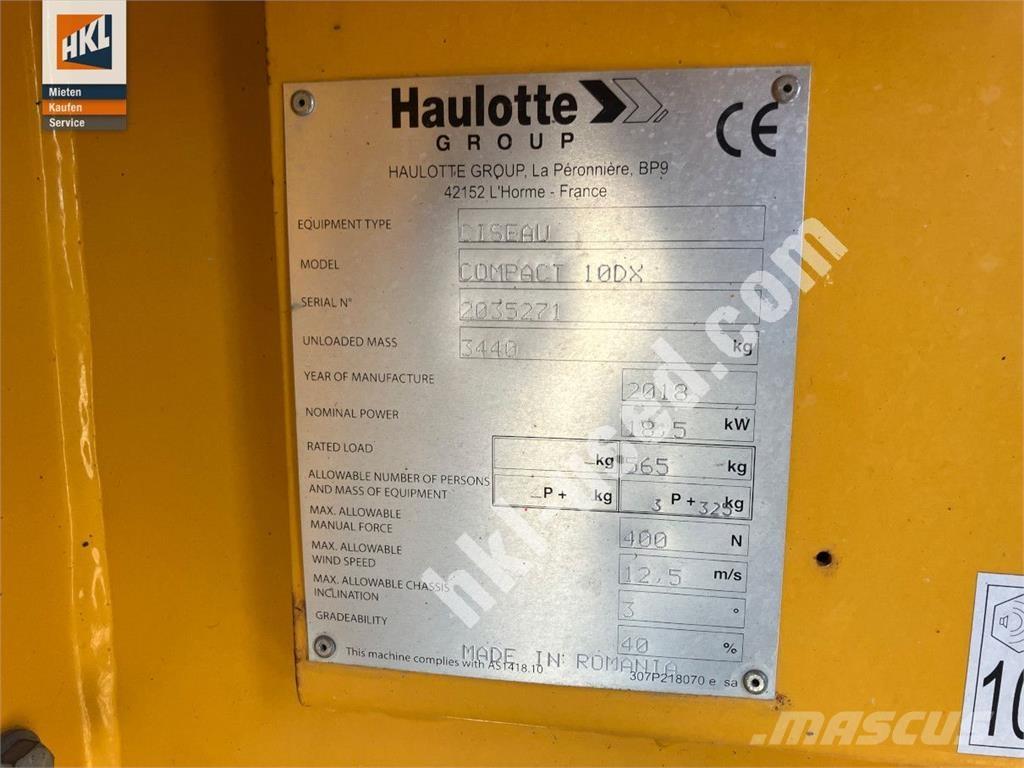 HKL
Mieten
Kaufen
Service
Haulotte
GROUP
CE
HAULOTTE GROUP, La Péronnière, BP9
42152 L'Horme - France
EQUIPMENT TYPE CISEAU
MODEL COMPACT 10DX
SERIAL N° 2035271
UNLOADED MASS 3440 kg
YEAR OF MANUFACTURE 2018
NOMINAL POWER 18,5 kW
RATED LOAD kg 565 kg
ALLOWABLE NUMBER OF PERSONS
AND MASS OF EQUIPMENT P + kg 3 P + 325 kg
MAX. ALLOWABLE
MANUAL FORCE 400 N
MAX. ALLOWABLE
WIND SPEED 12,5 m/s
MAX. ALLOWABLE CHASSIS
INCLINATION 3 °
GRADEABILITY 40 %
MADE IN ROMANIA
This machine complies with AS1418.10
307P218070 e sa
10
hkl-used.com
MASCUS